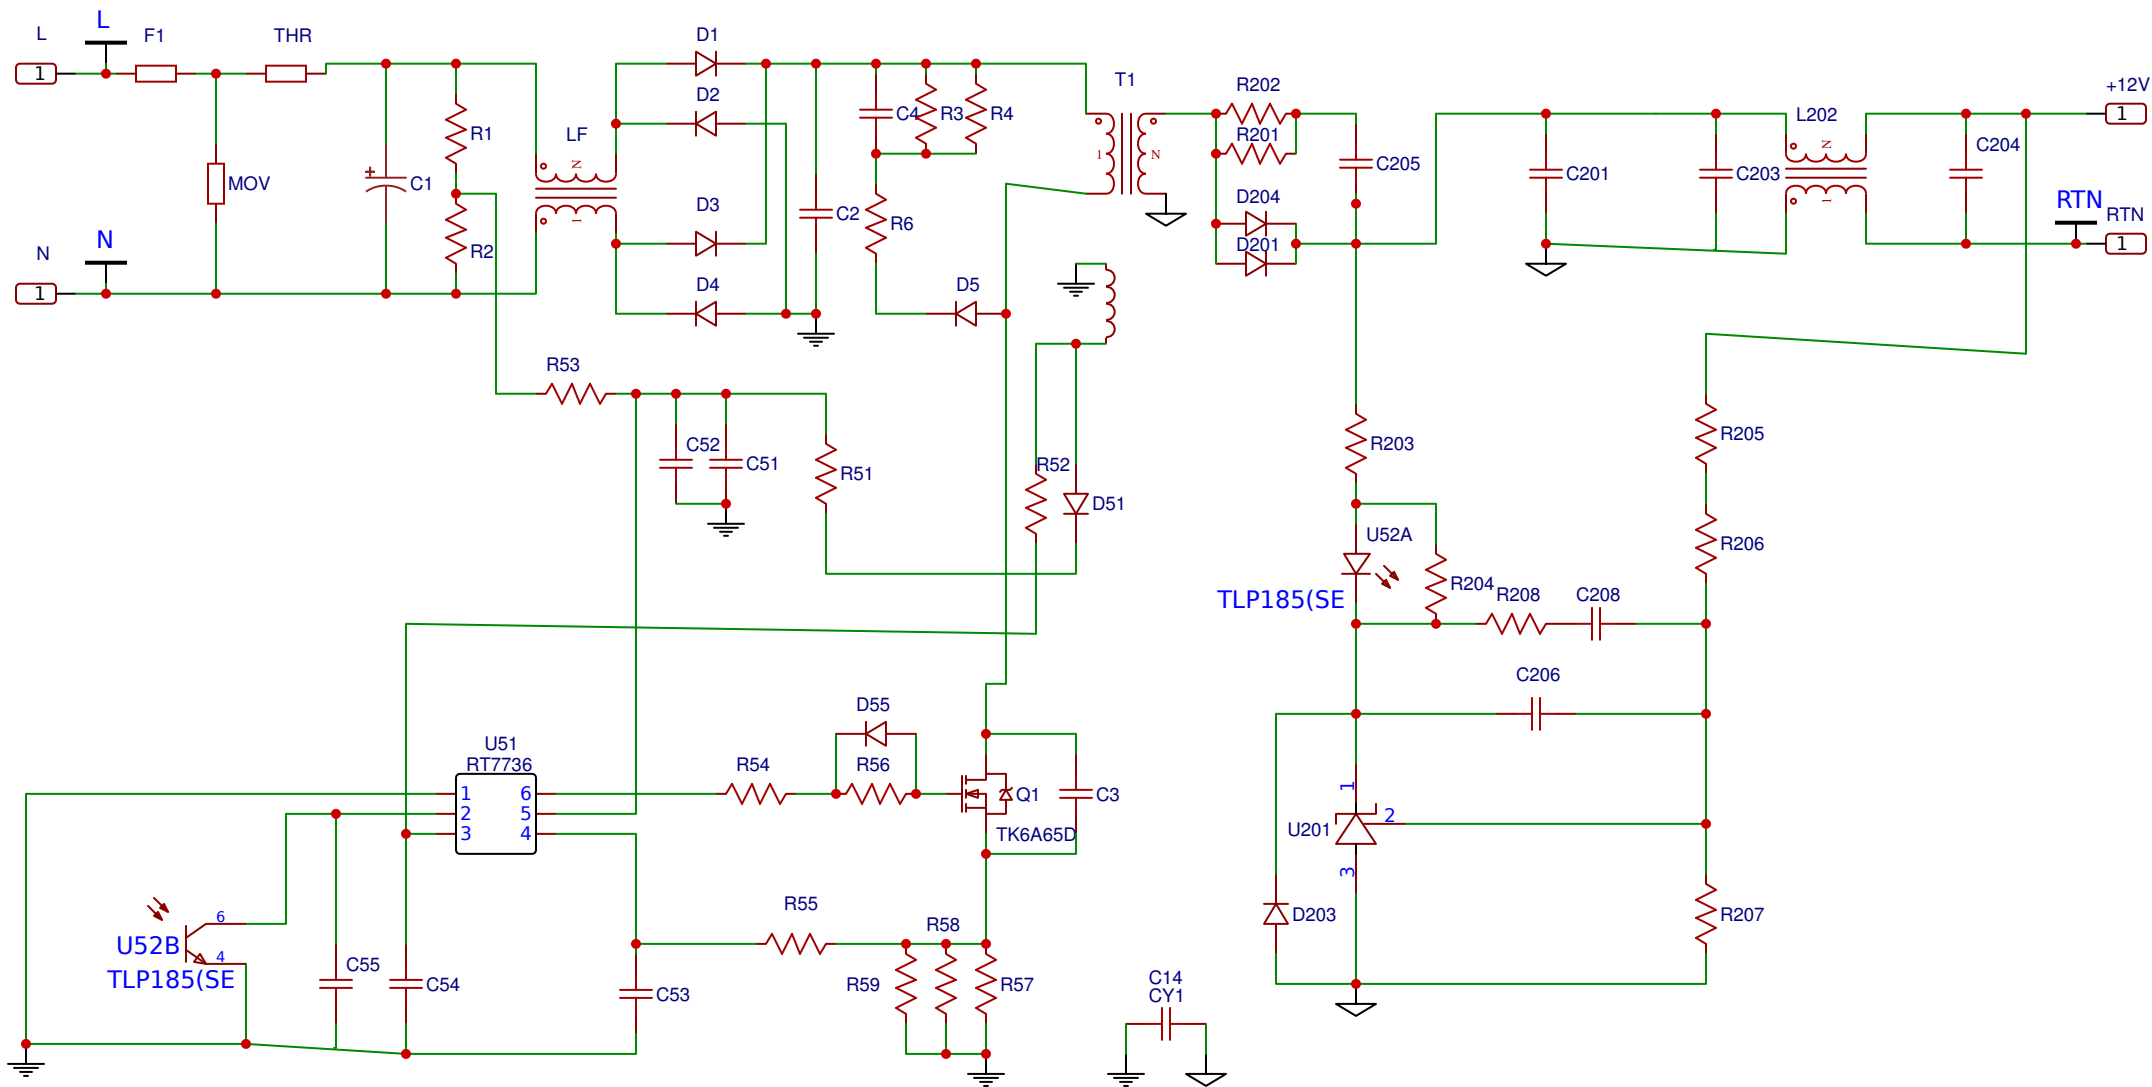 L
L
F1
THR
1
MOV
C1
R1
R2
N
N
1
LF
N
1
D1
D2
D3
D4
C2
C4
R3
R4
R6
D5
T1
1
N
R202
R201
D204
D201
C205
C201
C203
L202
N
1
C204
+12V
1
RTN
RTN
1
R53
C52
C51
R51
R52
D51
R203
U52A
TLP185(SE
R204
R208
C208
R205
R206
C206
U51
RT7736
1
2
3
6
5
4
R54
D55
R56
Q1
TK6A65D
C3
1
2
U201
3
D203
R207
6
U52B
4
TLP185(SE
C55
C54
C53
R55
R58
R59
R57
C14
CY1